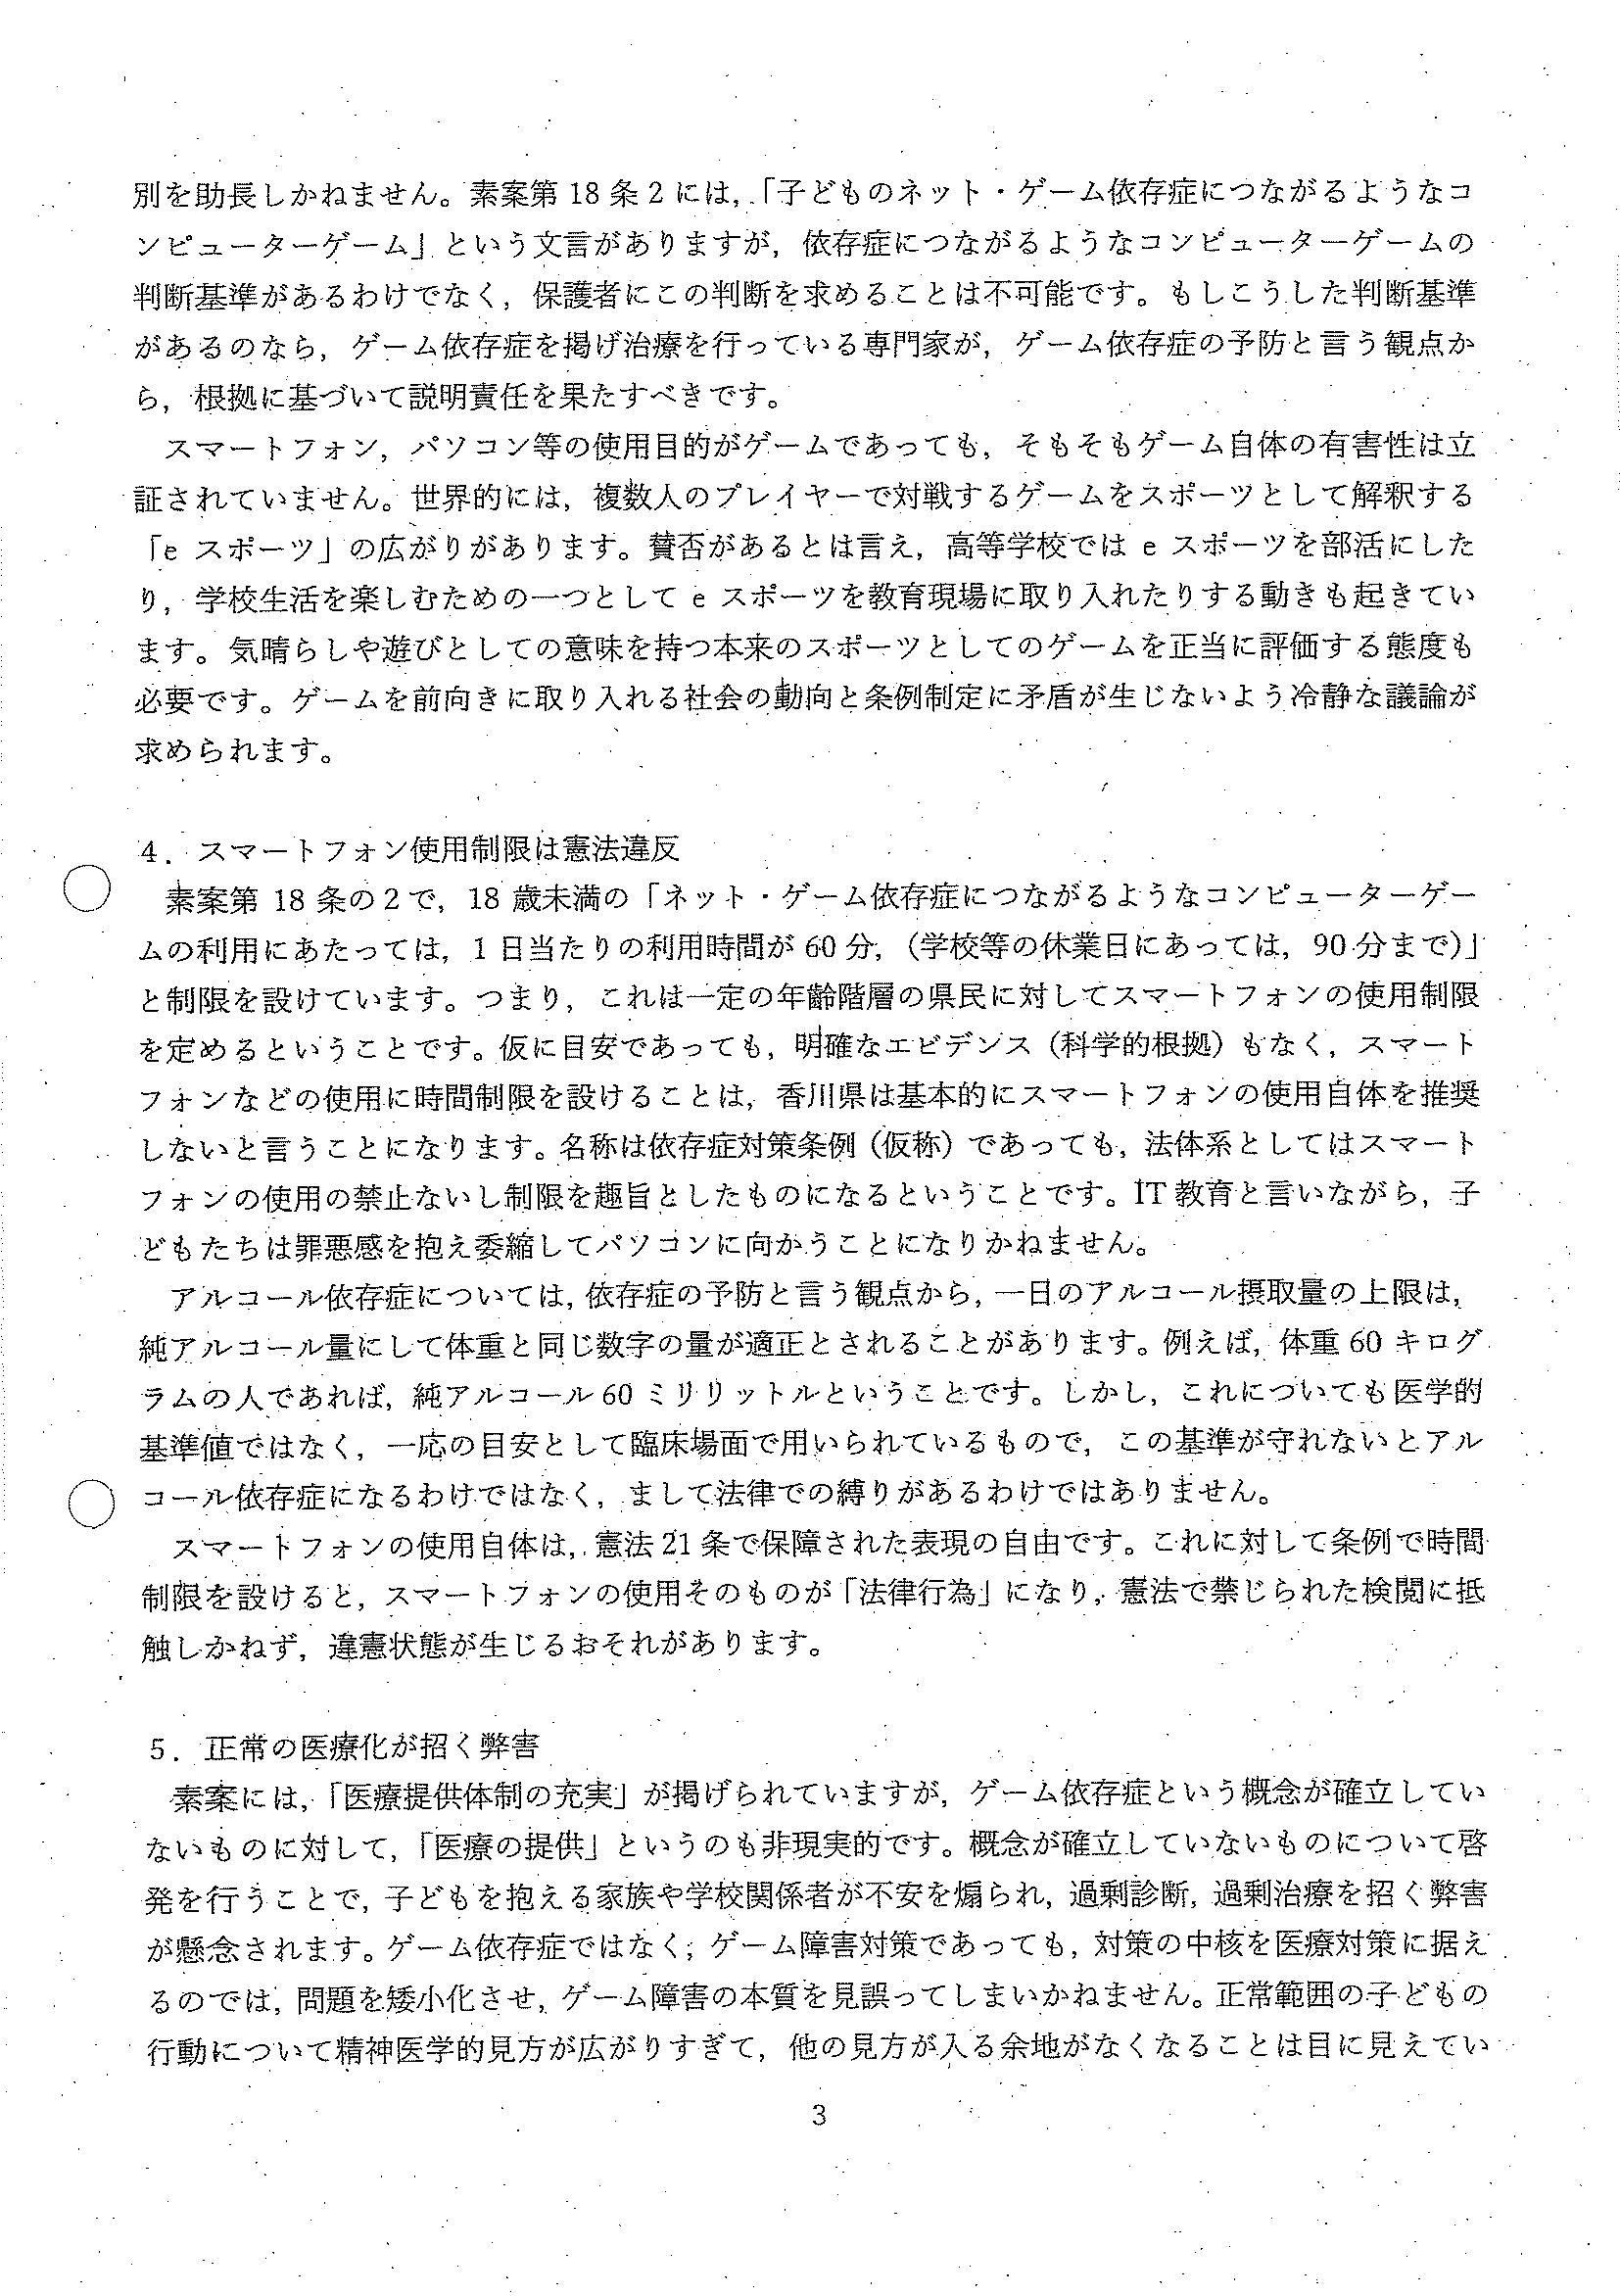 別を助長しかねません。素案第 18 条 2 には,「子どものネット・ゲーム依存症につながるようなコ
ンピューターゲーム」という文言がありますが，依存症につながるようなコンピューターゲームの
判断基準があるわけでなく，保護者にこの判断を求めることは不可能です。もしこうした判断基準
があるのなら，ゲーム依存症を掲げ治療を行っている専門家が，ゲーム依存症の予防と言う観点か
ら，根拠に基づいて説明責任を果たすべきです。
スマートフォン，パソコン等の使用目的がゲームであっても，そもそもゲーム自体の有害性は立
証されていません。世界的には，複数人のプレイヤーで対戦するゲームをスポーツとして解釈する
「e スポーツ」の広がりがあります。賛否があるとは言え，高等学校では e スポーツを部活にした
り，学校生活を楽しむための一つとして e スポーツを教育現場に取り入れたりする動きも起きてい
ます。気晴らしや遊びとしての意味を持つ本来のスポーツとしてのゲームを正当に評価する態度も
必要です。ゲームを前向きに取り入れる社会の動向と条例制定に矛盾が生じないよう冷静な議論が
求められます。
4．スマートフォン使用制限は憲法違反
素案第 18 条の 2 で，18 歳未満の「ネット・ゲーム依存症につながるようなコンピューターゲー
ムの利用にあたっては，1 日当たりの利用時間が 60 分，（学校等の休業日にあっては，90 分まで)」
と制限を設けています。つまり，これは一定の年齢階層の県民に対してスマートフォンの使用制限
を定めるということです。仮に目安であっても，明確なエビデンス（科学的根拠）もなく，スマート
フォンなどの使用に時間制限を設けることは，香川県は基本的にスマートフォンの使用自体を推奨
しないと言うことになります。名称は依存症対策条例（仮称）であっても，法体系としてはスマート
フォンの使用の禁止ないし制限を趣旨としたものになるということです。IT 教育と言いながら，子
どもたちは罪悪感を抱え委縮してパソコンに向かうことになりかねません。
アルコール依存症については，依存症の予防と言う観点から，一日のアルコール摂取量の上限は，
純アルコール量にして体重と同じ数字の量が適正とされることがあります。例えば，体重 60 キログ
ラムの人であれば，純アルコール 60 ミリリットルということです。しかし，これについても医学的
基準値ではなく，一応の目安として臨床場面で用いられているもので，この基準が守れないとアル
コール依存症になるわけではなく，まして法律での縛りがあるわけではありません。
スマートフォンの使用自体は，憲法 21 条で保障された表現の自由です。これに対して条例で時間
制限を設けると，スマートフォンの使用そのものが「法律行為」になり，憲法で禁じられた検閲に抵
触しかねず，違憲状態が生じるおそれがあります。
5．正常の医療化が招く弊害
素案には，「医療提供体制の充実」が掲げられていますが，ゲーム依存症という概念が確立してい
ないものに対して，「医療の提供」というのも非現実的です。概念が確立していないものについて啓
発を行うことで，子どもを抱える家族や学校関係者が不安を煽られ，過剰診断，過剰治療を招く弊害
が懸念されます。ゲーム依存症ではなく，ゲーム障害対策であっても，対策の中核を医療対策に据え
るのでは，問題を矮小化させ，ゲーム障害の本質を見誤ってしまいかねません。正常範囲の子どもの
行動について精神医学的見方が広がりすぎて，他の見方が入る余地がなくなることは目に見えてい
3